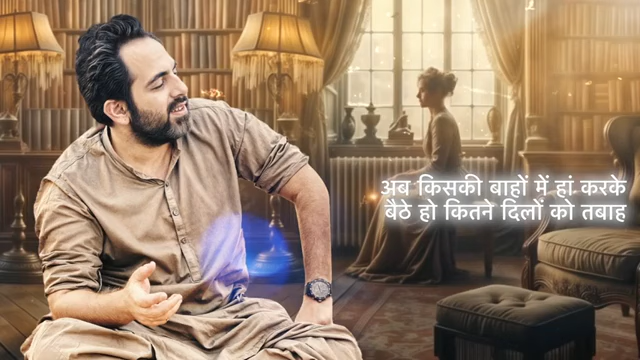 अब किसकी बाहों में हां करके
बैठे हो कितने दिलों को तबाह